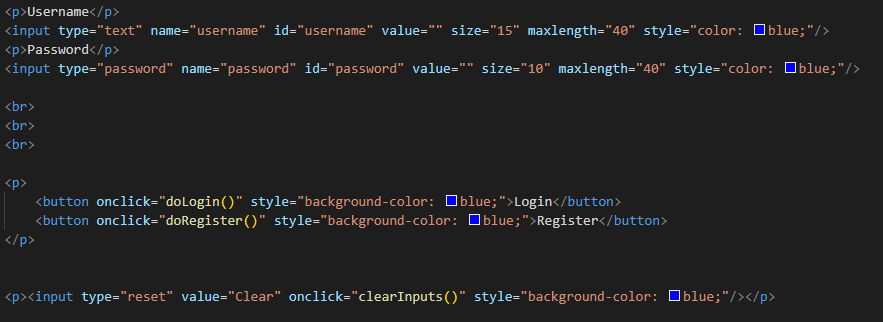 <p>Username</p>
<input type="text" name="username" id="username" value="" size="15" maxlength="40" style="color: blue;"/>
<p>Password</p>
<input type="password" name="password" id="password" value="" size="10" maxlength="40" style="color: blue;"/>
<br>
<br>
<br>
<p>
<button onclick="doLogin()" style="background-color: blue;">Login</button>
<button onclick="doRegister()" style="background-color: blue;">Register</button>
</p>
<p><input type="reset" value="Clear" onclick="clearInputs()" style="background-color: blue;"/></p>